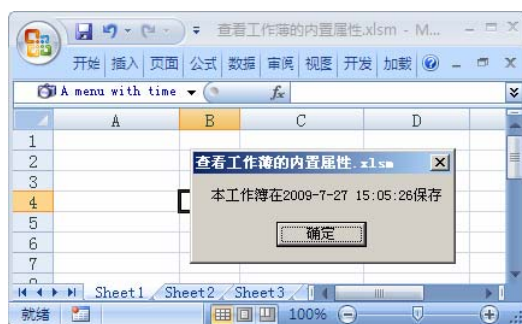 查看工作薄的内置属性.xlsm - M...
开始 插入 页面 公式 数据 审阅 视图 开发 加载
A menu with time fx
A B C D
1
2
3
4
5
6
7
查看工作薄的内置属性.xlsm
本工作簿在2009-7-27 15:05:26保存
确定
Sheet1 Sheet2 Sheet3
就绪 100%